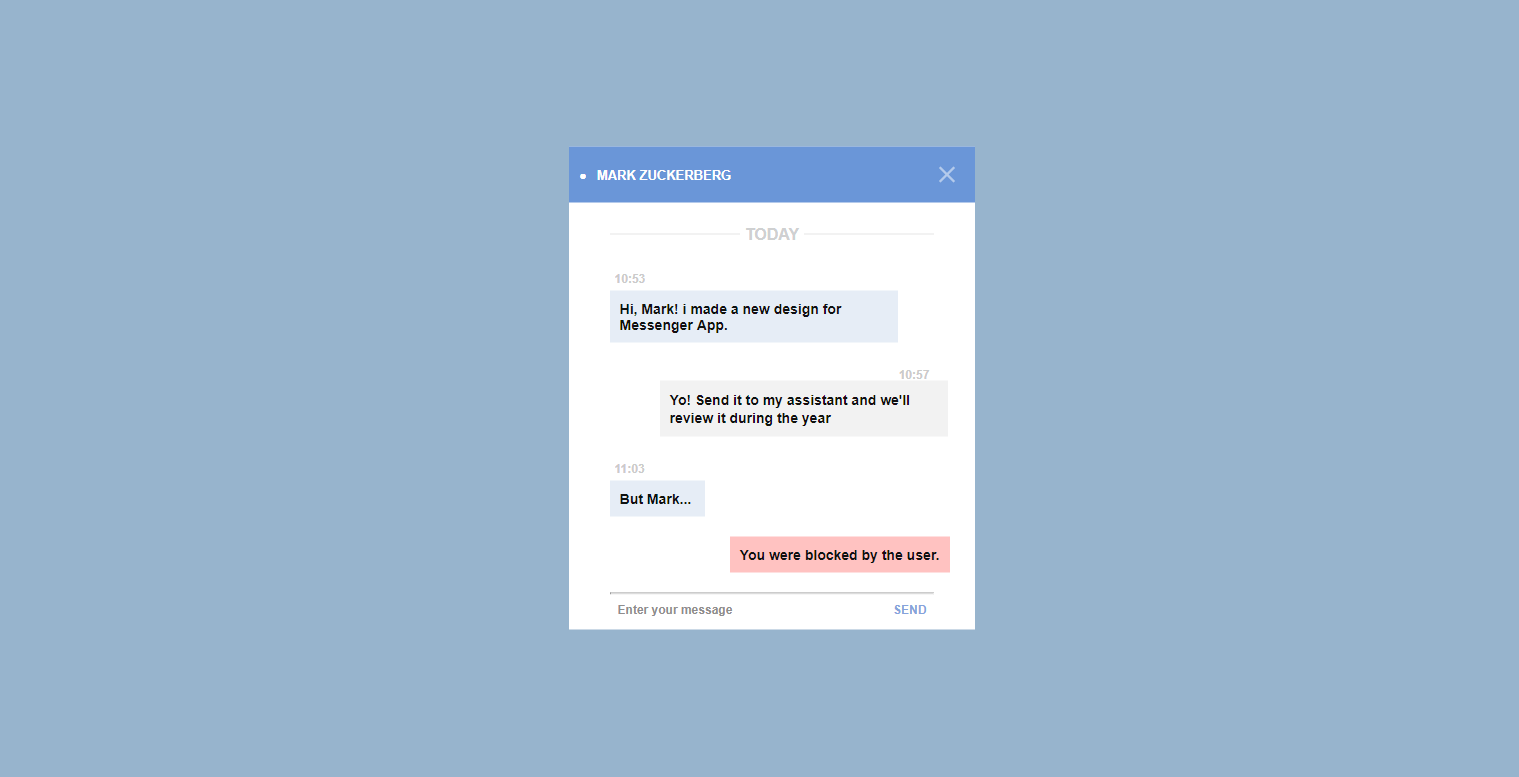 MARK ZUCKERBERG
TODAY
10:53
Hi, Mark! i made a new design for
Messenger App.
10:57
Yo! Send it to my assistant and we'll
review it during the year
11:03
But Mark...
You were blocked by the user.
Enter your message SEND